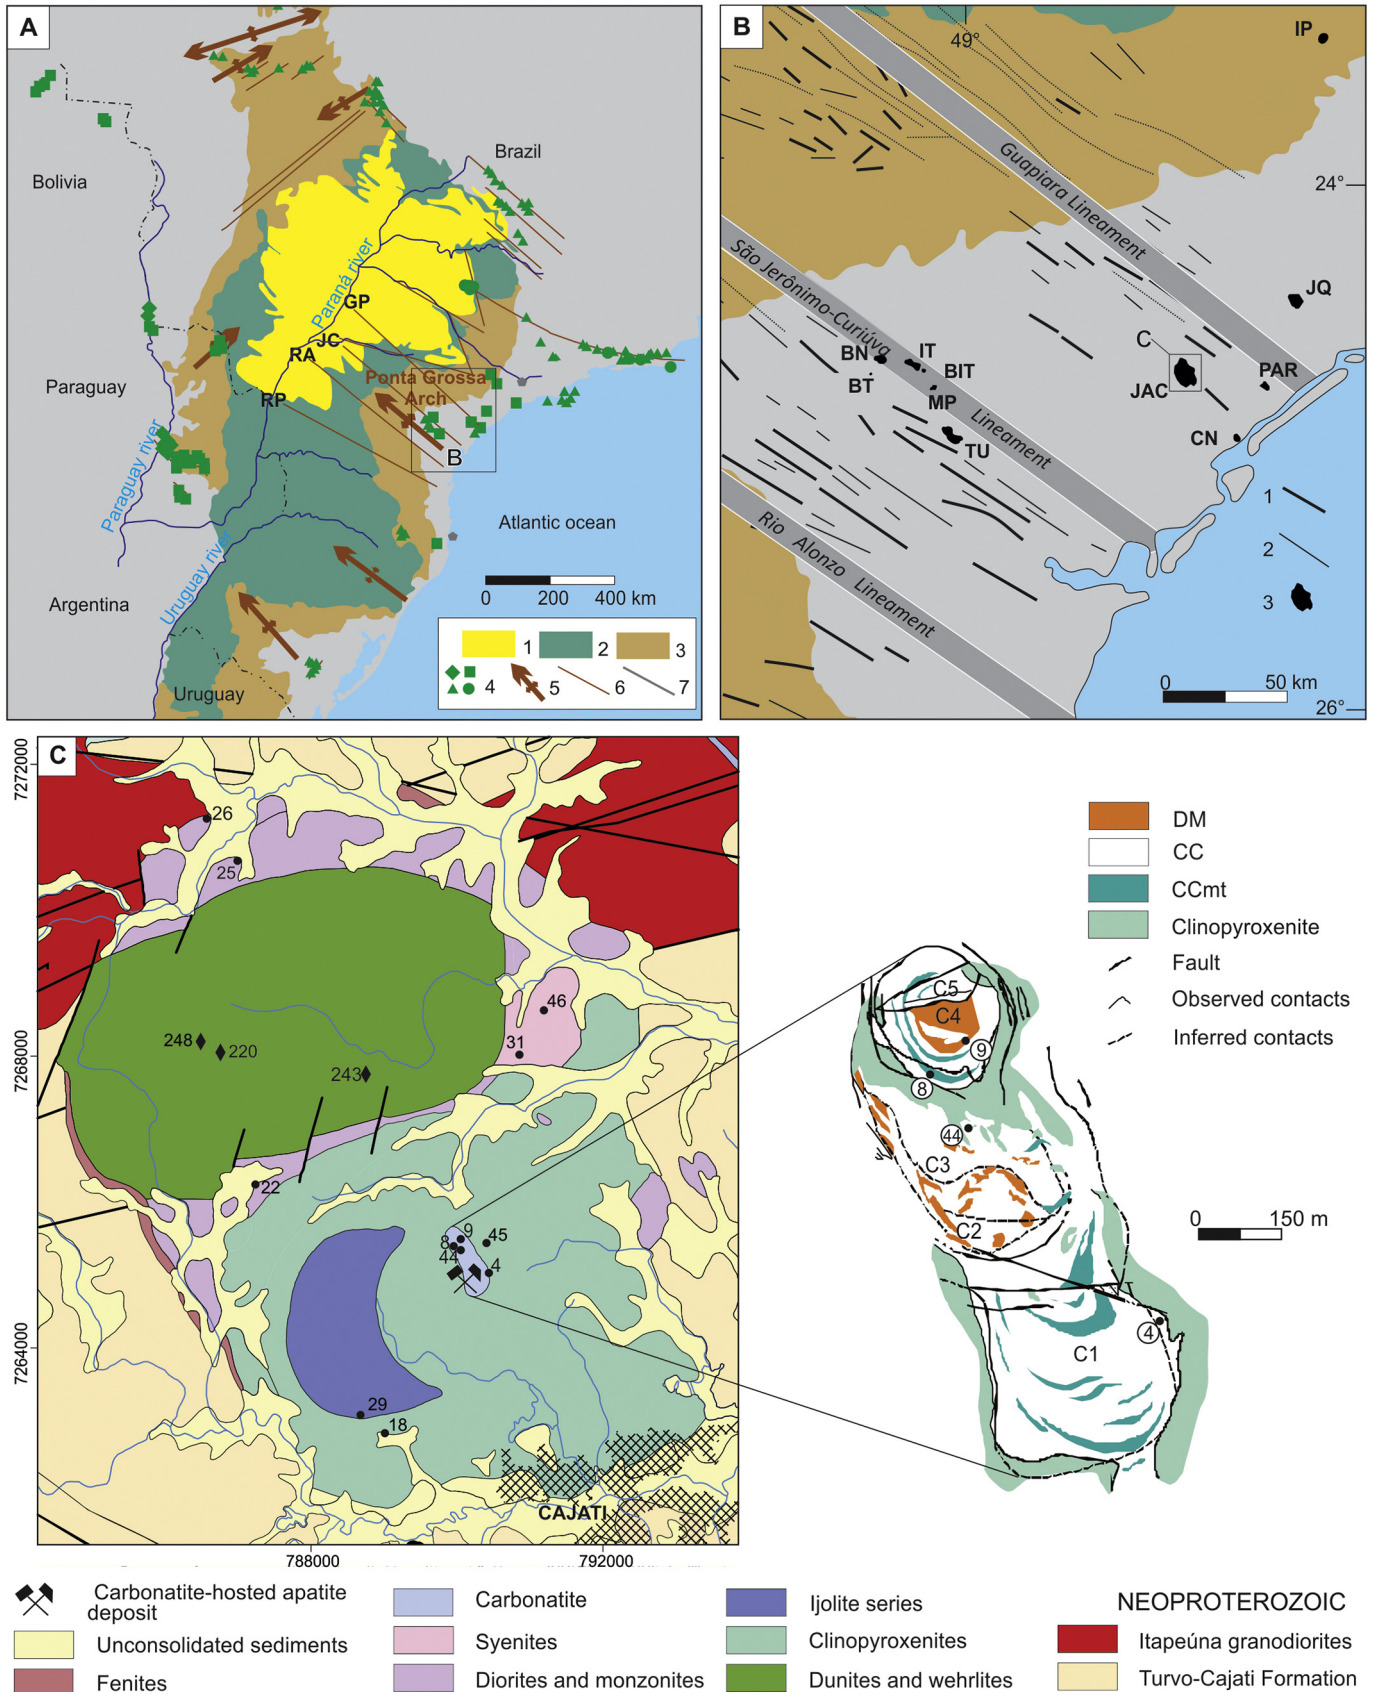 A
Brazil
Bolivia
Paraná river
GP
JC
RA
Ponta Grossa
Arch
RP
Paraguay
Paraguay river
B
Atlantic ocean
Uruguay river
Argentina
Uruguay
0 200 400 km
1 2 3
4 5 6 7
B
49°
IP
24°
Guapiara Lineament
São Jerônimo-Curiúva Lineament
JQ
C
BN IT
BT BIT
MP
JAC
PAR
TU
CN
Rio Alonzo Lineament
1
2
3
0 50 km
26°
C
7272000
7268000
7264000
26
25
46
31
248
220
243
22
9
8
45
44
4
29
18
CAJATI
788000 792000
DM
CC
CCmt
Clinopyroxenite
Fault
Observed contacts
Inferred contacts
C5
C4
9
8
44
C3
C2
0 150 m
4
C1
Carbonatite-hosted apatite
deposit
Unconsolidated sediments
Fenites
Carbonatite
Syenites
Diorites and monzonites
Ijolite series
Clinopyroxenites
Dunites and wehrlites
NEOPROTEROZOIC
Itapeúna granodiorites
Turvo-Cajati Formation